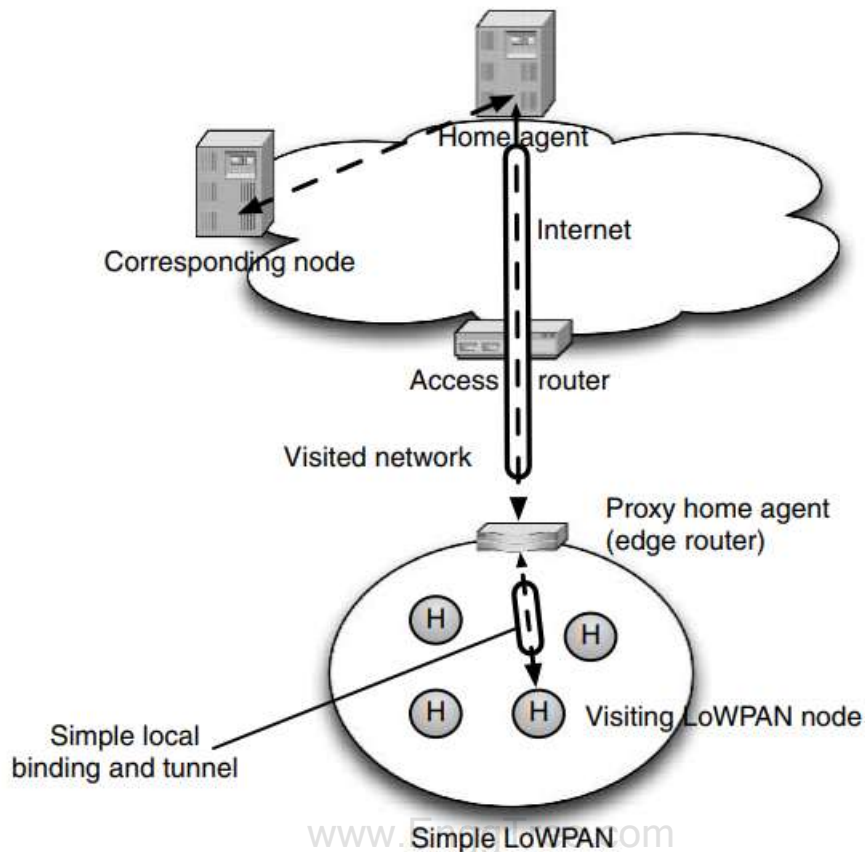 Home agent
Internet
Corresponding node
Access router
Visited network
Proxy home agent
(edge router)
H
H
H
H
Visiting LoWPAN node
Simple local
binding and tunnel
Simple LoWPAN